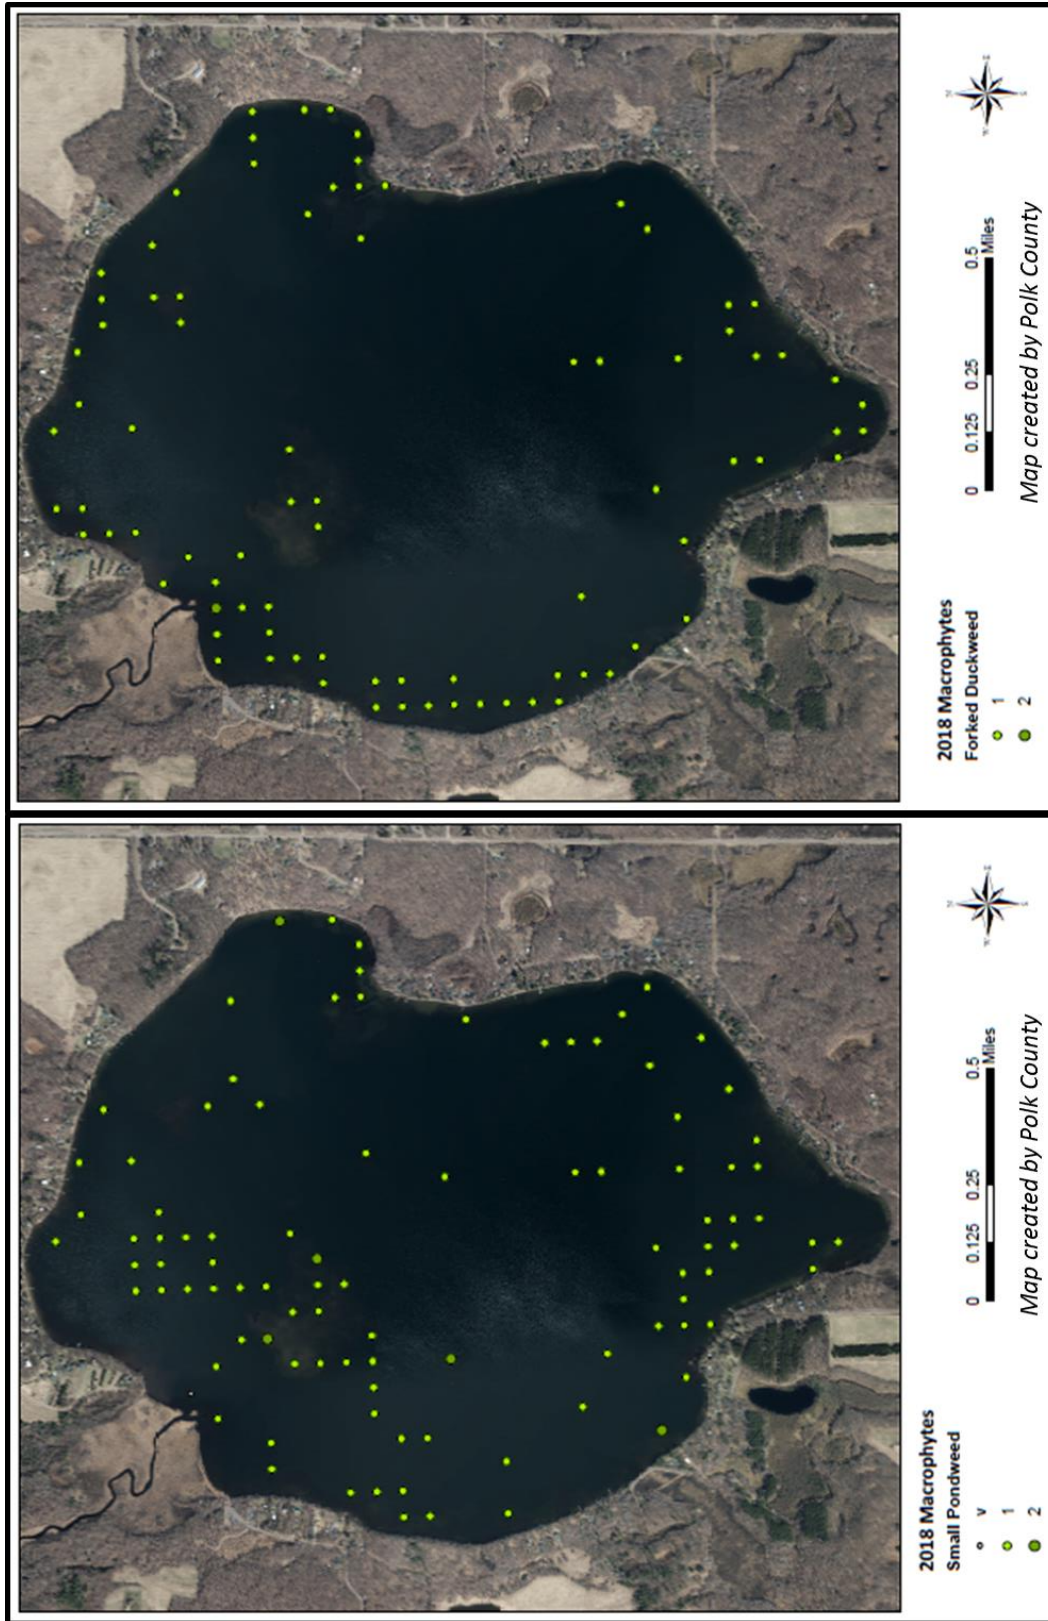 2018 Macrophytes
Forked Duckweed
1
2
0 0.125 0.25 0.5
Miles
Map created by Polk County
2018 Macrophytes
Small Pondweed
v
1
2
0 0.125 0.25 0.5
Miles
Map created by Polk County